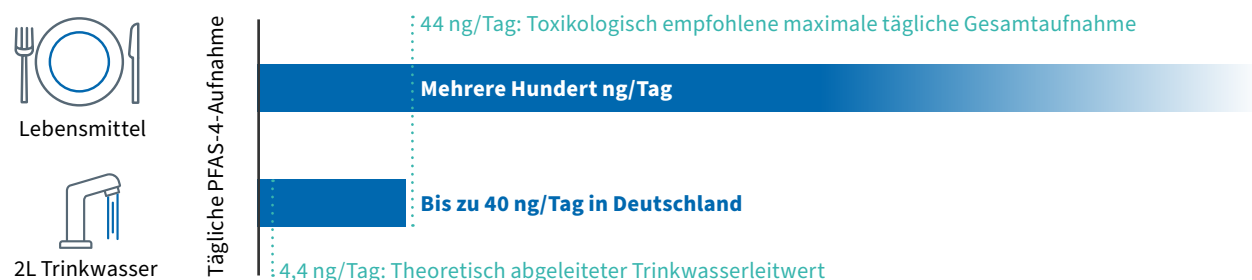 44 ng/Tag: Toxikologisch empfohlene maximale tägliche Gesamtaufnahme
Mehrere Hundert ng/Tag
Lebensmittel
Tägliche PFAS-4-Aufnahme
Bis zu 40 ng/Tag in Deutschland
2L Trinkwasser
4,4 ng/Tag: Theoretisch abgeleiteter Trinkwasserleitwert